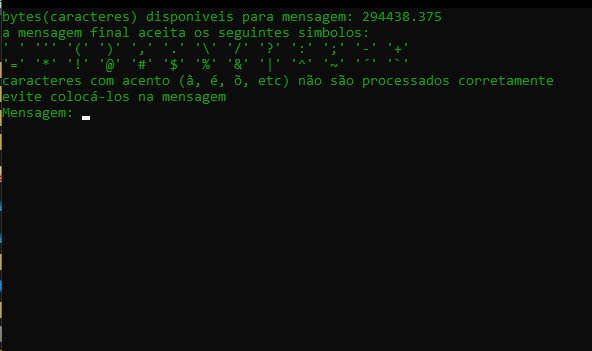 bytes(caracteres) disponiveis para mensagem: 294438.375
a mensagem final aceita os seguintes simbolos:
' ' ''' '(' ')' ',' '.' '\' '/' '?' ':' ';' '-' '+'
'=' '*' '!' '@' '#' '$' '%' '&' '|' '^' '~' '´' '`'
caracteres com acento (â, é, õ, etc) não são processados corretamente
evite colocá-los na mensagem
Mensagem: